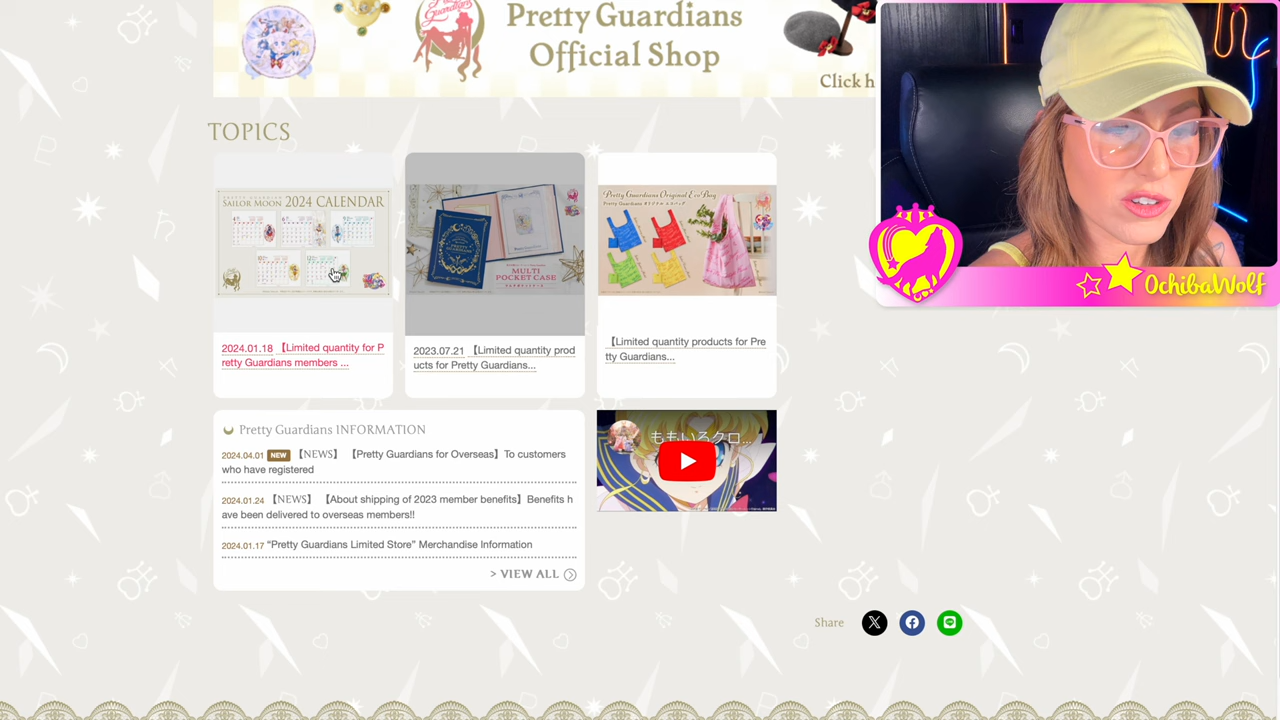 Pretty Guardians
Official Shop
Click h
TOPICS
PRETTY GUARDIAN
SAILOR MOON 2024 CALENDAR
MULTI
POCKET CASE
Pretty Guardians Original Eco Bag
2024.01.18 【Limited quantity for P
retty Guardians members ...
2023.07.21 【Limited quantity prod
ucts for Pretty Guardians...
【Limited quantity products for Pre
tty Guardians...
Pretty Guardians INFORMATION
2024.04.01 NEW 【NEWS】 【Pretty Guardians for Overseas】To customers
who have registered
2024.01.24 【NEWS】 【About shipping of 2023 member benefits】Benefits h
ave been delivered to overseas members!!
2024.01.17 “Pretty Guardians Limited Store” Merchandise Information
> VIEW ALL
ももいろクロ...
Share
OchibaWolf